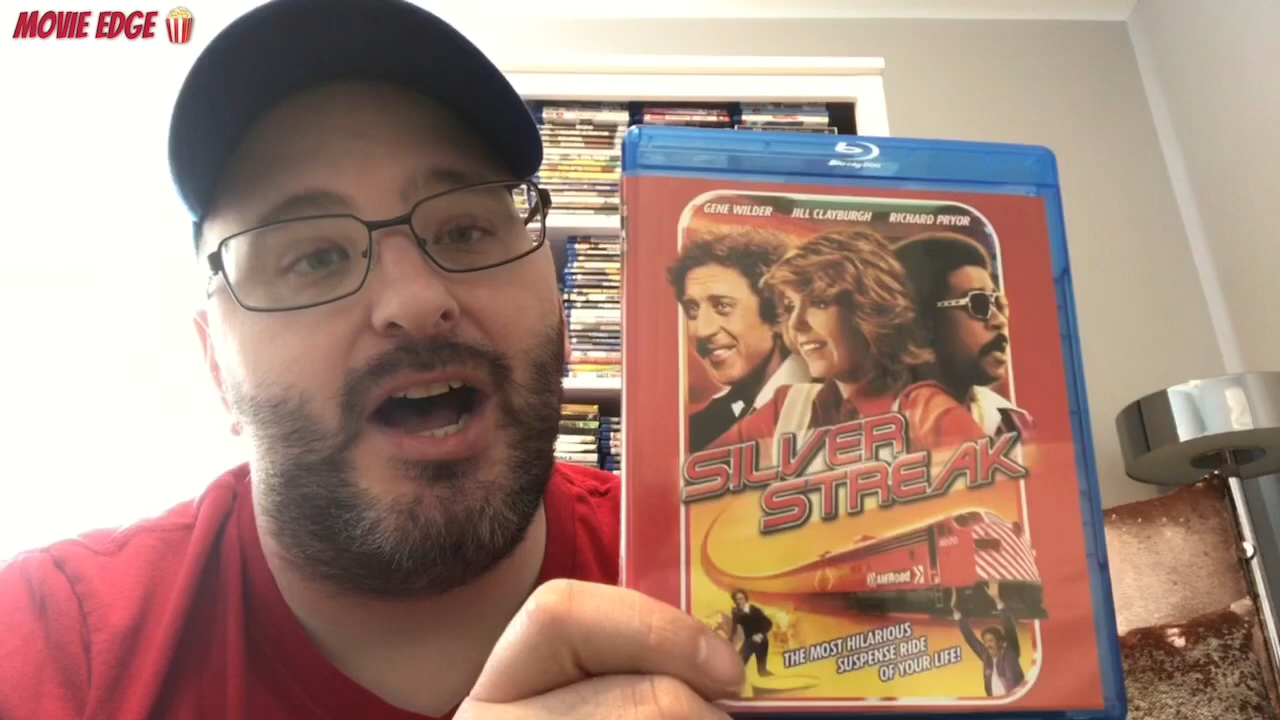 MOVIE EDGE
Blu-ray Disc
GENE WILDER JILL CLAYBURGH RICHARD PRYOR
SILVER
STREAK
AMRoad
THE MOST HILARIOUS
SUSPENSE RIDE
OF YOUR LIFE!